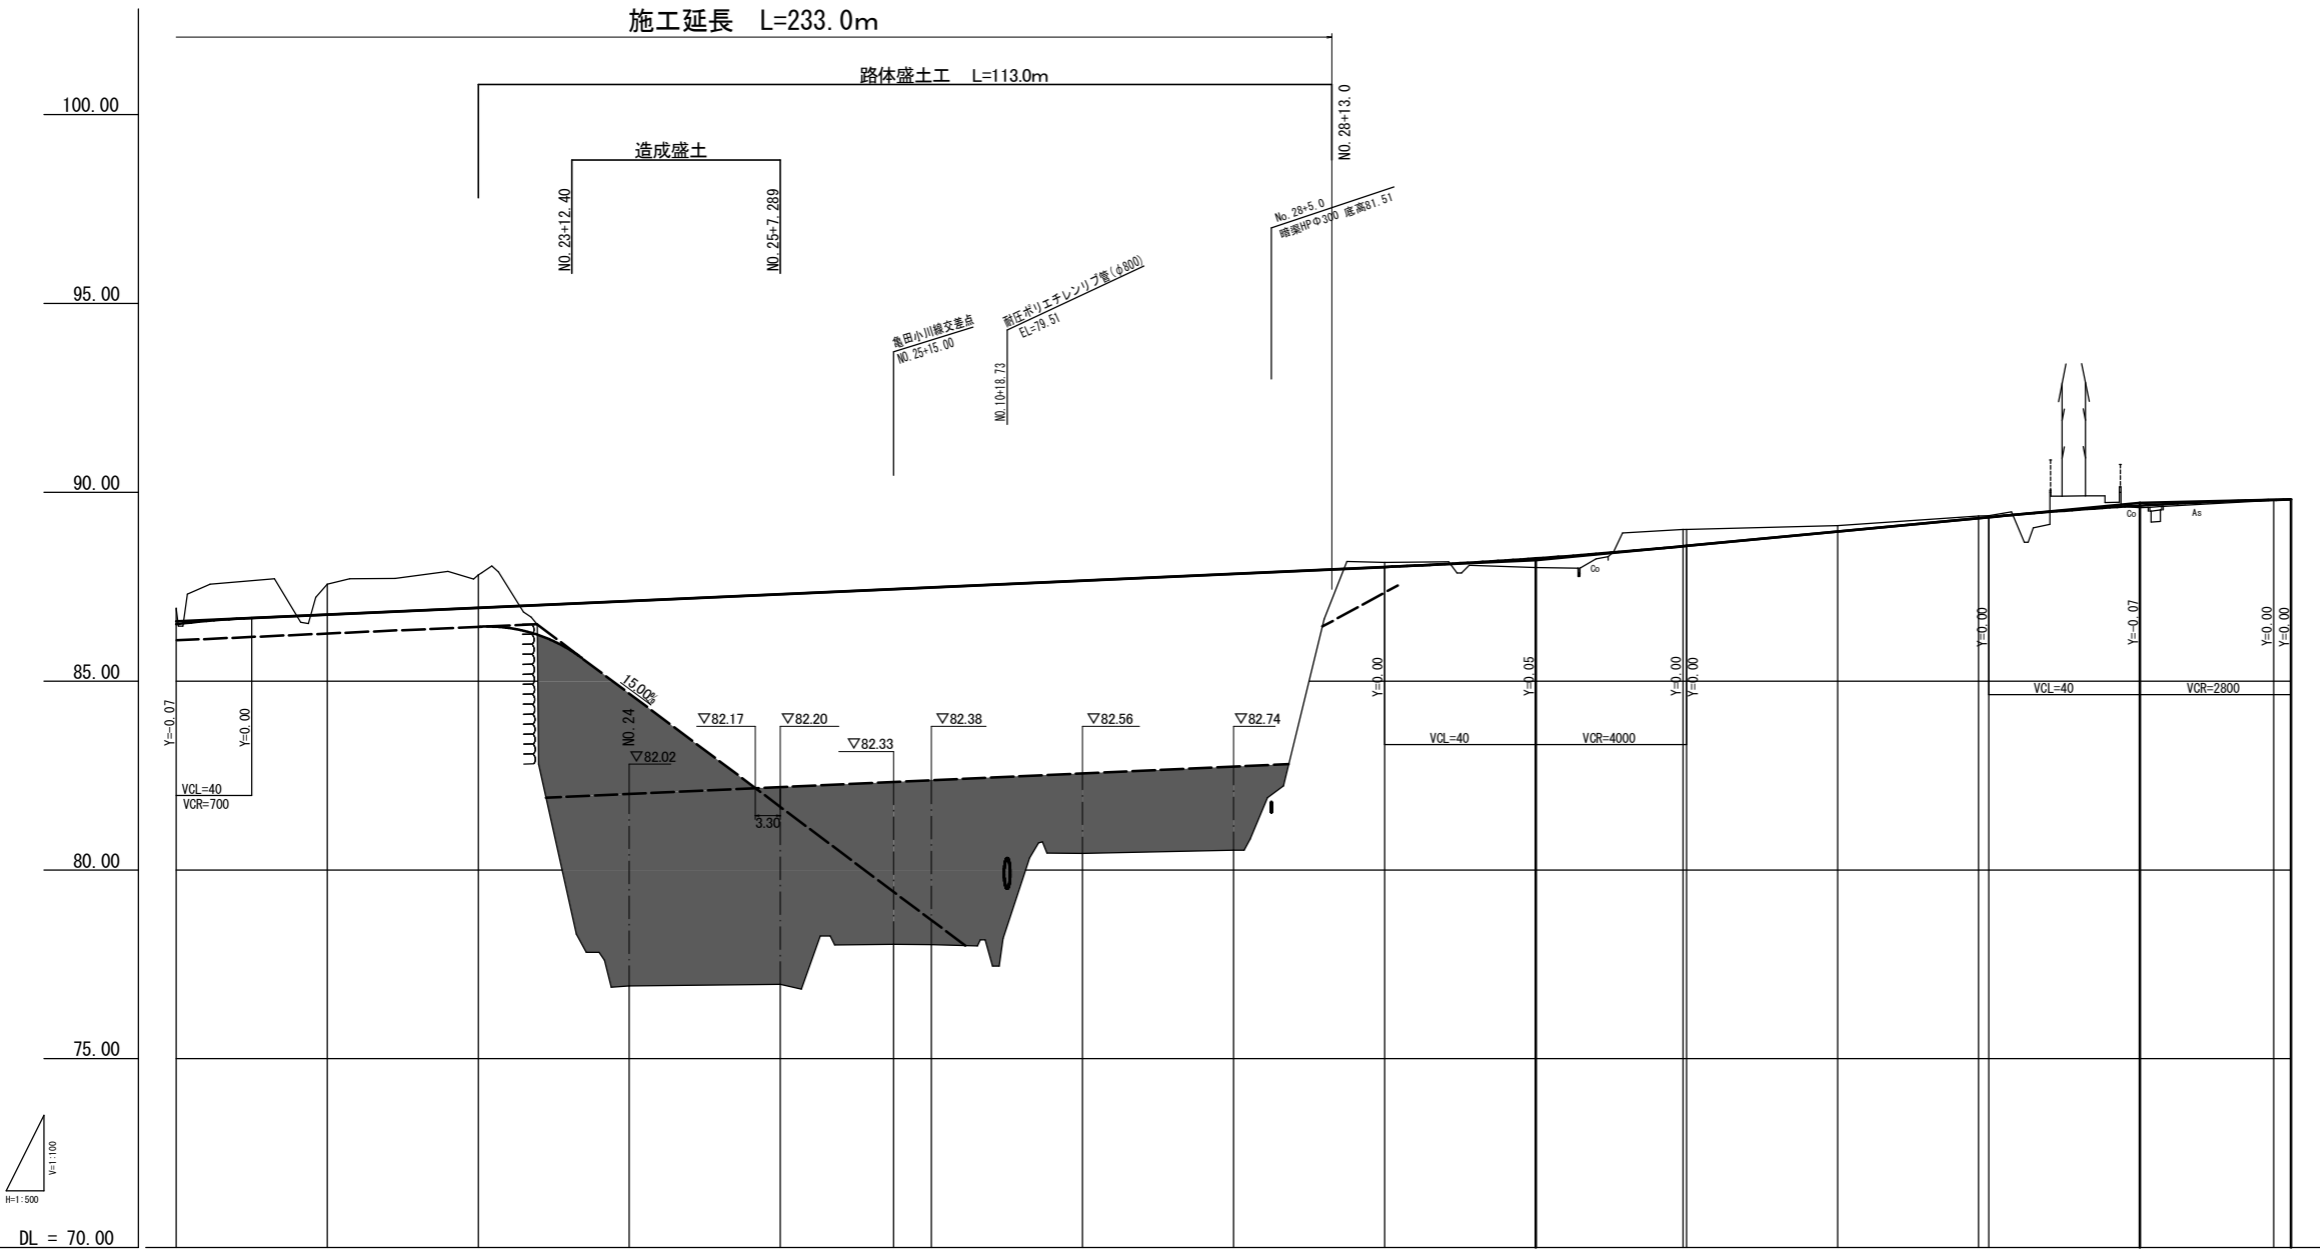 施工延長 L=233.0m
路体盛土工 L=113.0m
NO.28+13.0
造成盛土
NO.23+12.40
NO.25+7.289
No.28+5.0
暗渠HPΦ300 底高81.51
亀田小川線交差点
NO.25+15.00
耐圧ポリエチレンリブ管(φ800)
EL=79.51
NO.10+18.73
100.00
95.00
90.00
85.00
80.00
75.00
DL = 70.00
V=1:100
H=1:500
Y=-0.07
Y=0.00
VCL=40
VCR=700
15.00%
NO.24
▽82.02
▽82.17
▽82.20
▽82.33
▽82.38
▽82.56
▽82.74
3.30
Y=0.00
Y=0.05
Y=0.00
Y=0.00
VCL=40
VCR=4000
Co
Y=0.00
Y=-0.07
Y=0.00
Y=0.00
VCL=40
VCR=2800
Co
As